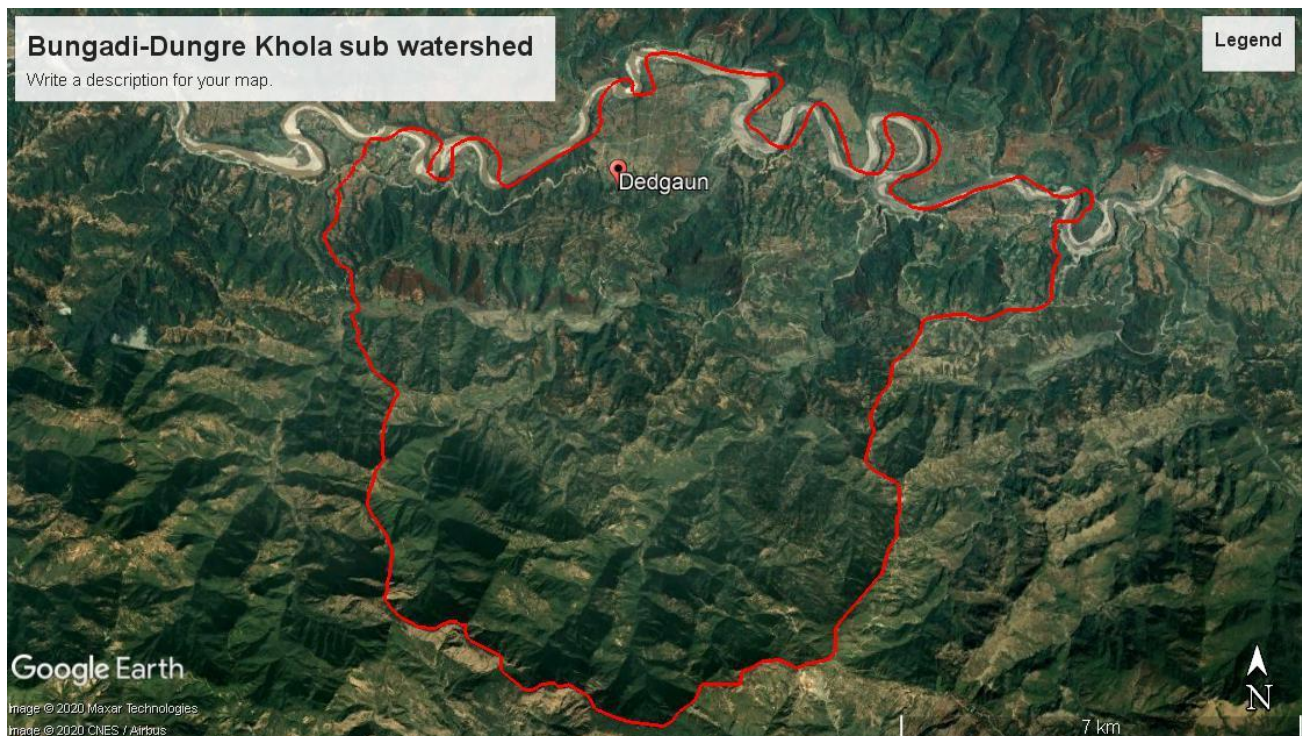 Bungadi-Dungre Khola sub watershed
Write a description for your map.
Legend
Dedgaun
Google Earth
Image © 2020 Maxar Technologies
Image © 2020 CNES / Airbus
N
7 km